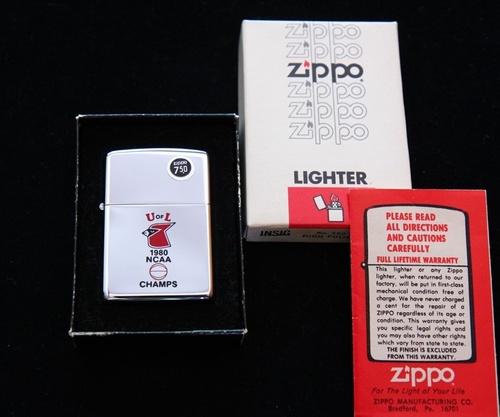 zippo
LIGHTER
INSIG
ZIPPO
7 50
U OF L
1980
NCAA
CHAMPS
PLEASE READ
ALL DIRECTIONS
AND CAUTIONS
CAREFULLY
FULL LIFETIME WARRANTY
This lighter or any Zippo
lighter, when returned to our
factory, will be put in first-class
mechanical condition free of
charge. We have never charged
a cent for the repair of a
ZIPPO regardless of its age or
condition. This warranty gives
you specific legal rights and
you may also have other rights
which vary from state to state.
THE FINISH IS EXCLUDED
FROM THIS WARRANTY.
zippo
For The Light of Your Life
ZIPPO MANUFACTURING CO.
Bradford, Pa. 16701